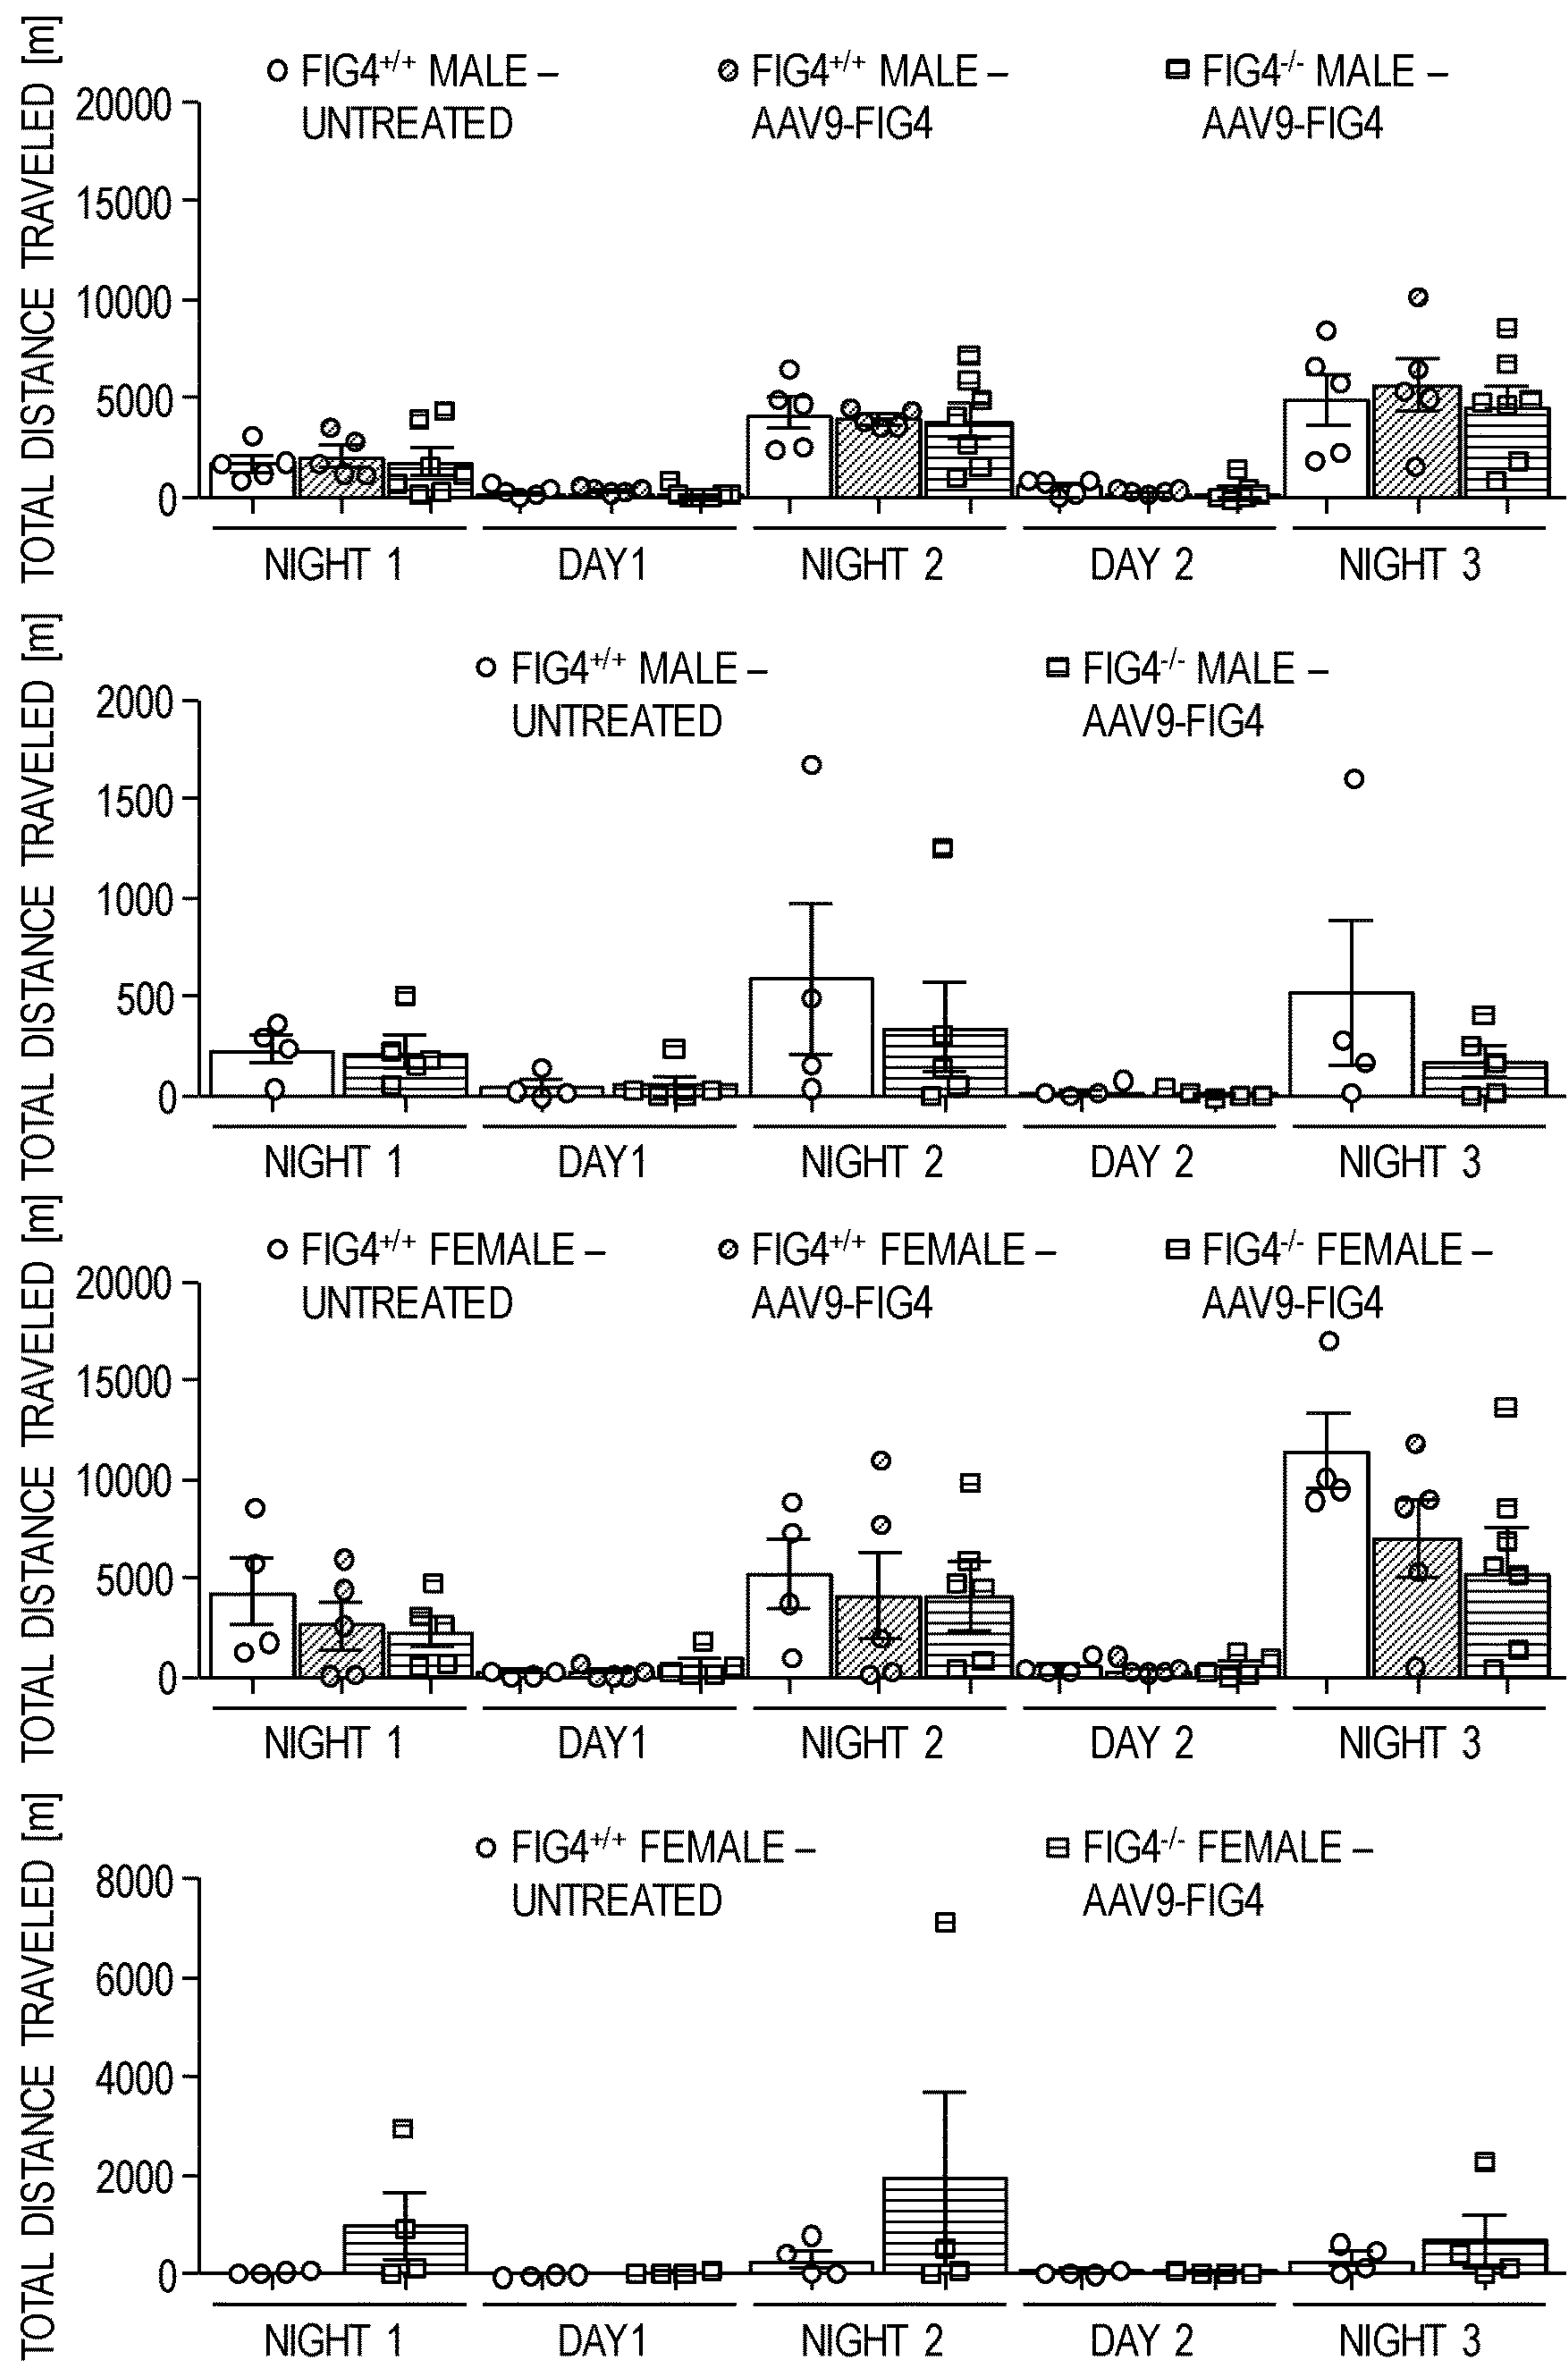 TOTAL DISTANCE TRAVELED [m]
FIG4+/+ MALE –
UNTREATED
FIG4+/+ MALE –
AAV9-FIG4
FIG4-/- MALE –
AAV9-FIG4
20000
15000
10000
5000
0
NIGHT 1
DAY1
NIGHT 2
DAY 2
NIGHT 3
TOTAL DISTANCE TRAVELED [m]
FIG4+/+ MALE –
UNTREATED
FIG4-/- MALE –
AAV9-FIG4
2000
1500
1000
500
0
NIGHT 1
DAY1
NIGHT 2
DAY 2
NIGHT 3
TOTAL DISTANCE TRAVELED [m]
FIG4+/+ FEMALE –
UNTREATED
FIG4+/+ FEMALE –
AAV9-FIG4
FIG4-/- FEMALE –
AAV9-FIG4
20000
15000
10000
5000
0
NIGHT 1
DAY1
NIGHT 2
DAY 2
NIGHT 3
TOTAL DISTANCE TRAVELED [m]
FIG4+/+ FEMALE –
UNTREATED
FIG4-/- FEMALE –
AAV9-FIG4
8000
6000
4000
2000
0
NIGHT 1
DAY1
NIGHT 2
DAY 2
NIGHT 3